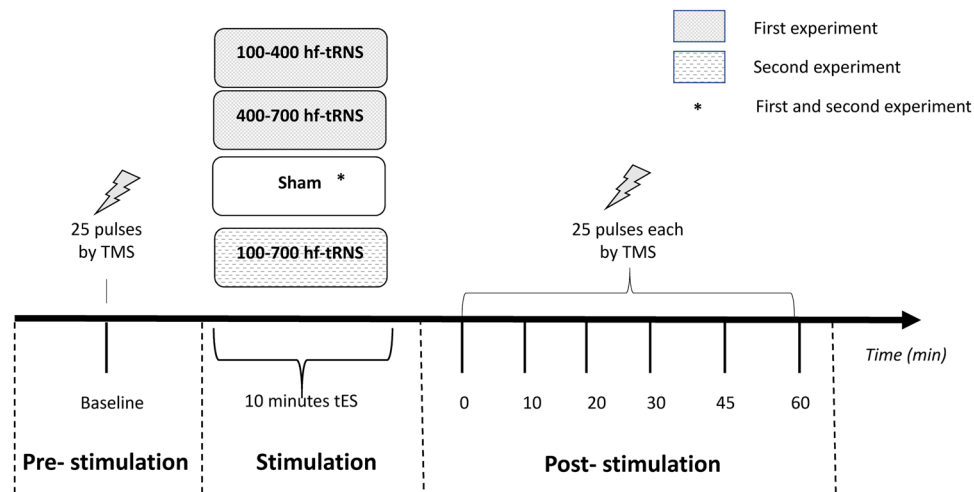 100-400 hf-tRNS
400-700 hf-tRNS
Sham *
100-700 hf-tRNS
First experiment
Second experiment
* First and second experiment
25 pulses
by TMS
25 pulses each
by TMS
Time (min)
Baseline
10 minutes tES
0 10 20 30 45 60
Pre- stimulation
Stimulation
Post- stimulation